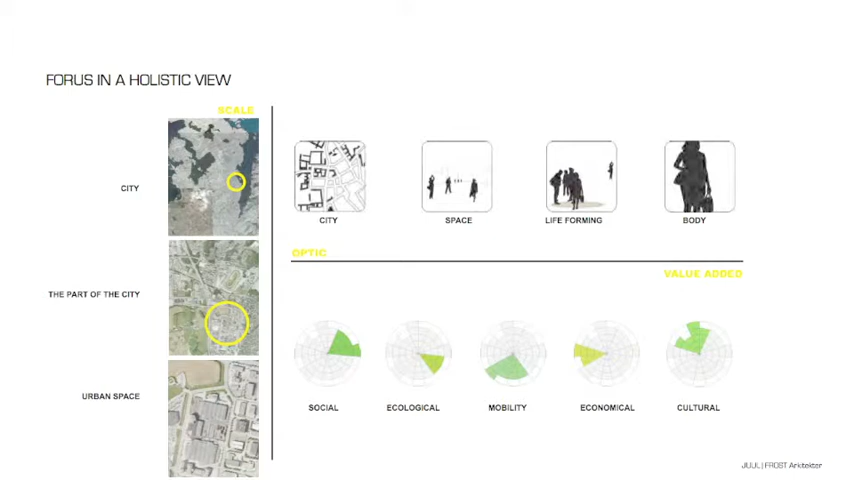 FORUS IN A HOLISTIC VIEW
SCALE
CITY
THE PART OF THE CITY
URBAN SPACE
CITY
SPACE
LIFE FORMING
BODY
OPTIC
VALUE ADDED
SOCIAL
ECOLOGICAL
MOBILITY
ECONOMICAL
CULTURAL
JUUL | FROST Arkitekter